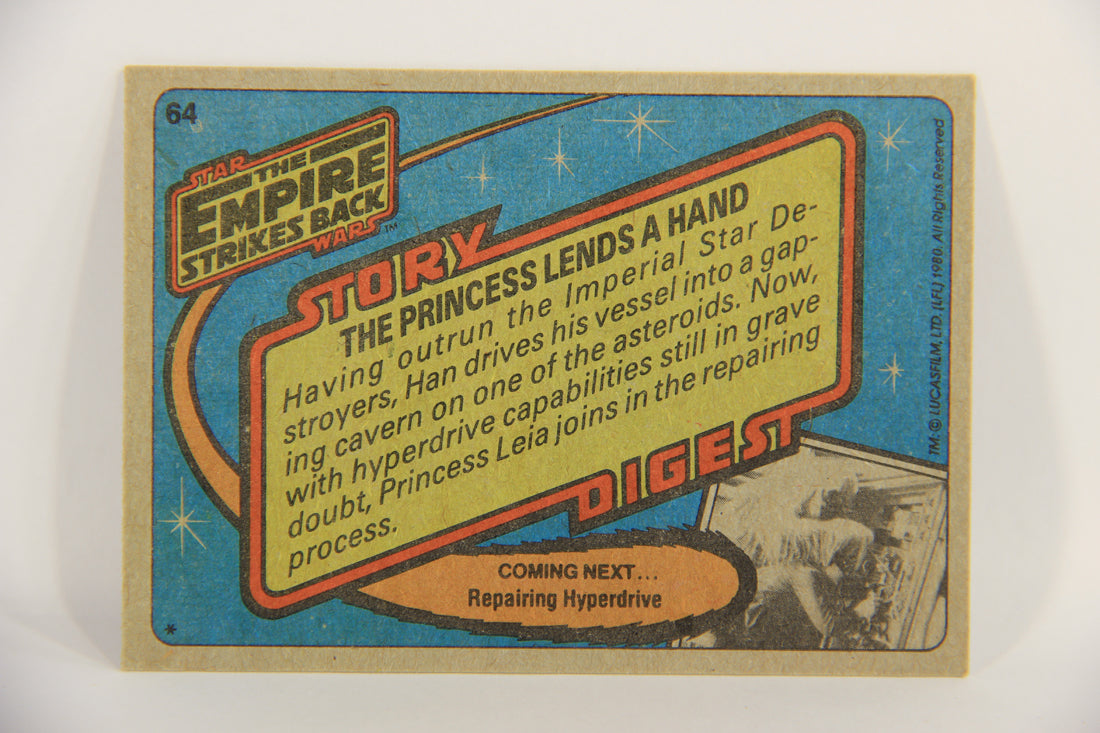 64
STAR
THE
EMPIRE
STRIKES BACK
WARS™
STORY
THE PRINCESS LENDS A HAND
Having outrun the Imperial Star De-
stroyers, Han drives his vessel into a gap-
ing cavern on one of the asteroids. Now,
with hyperdrive capabilities still in grave
doubt, Princess Leia joins in the repairing
process.
DIGEST
COMING NEXT...
Repairing Hyperdrive
*
TM: © LUCASFILM, LTD. (LFL) 1980. All Rights Reserved